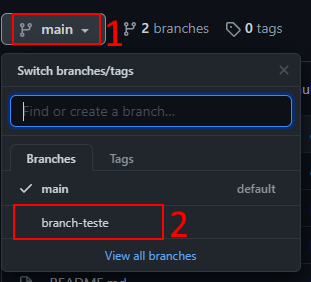 main 1 2 branches 0 tags
Switch branches/tags
Find or create a branch...
Branches Tags
main default
branch-teste 2
View all branches
README.md